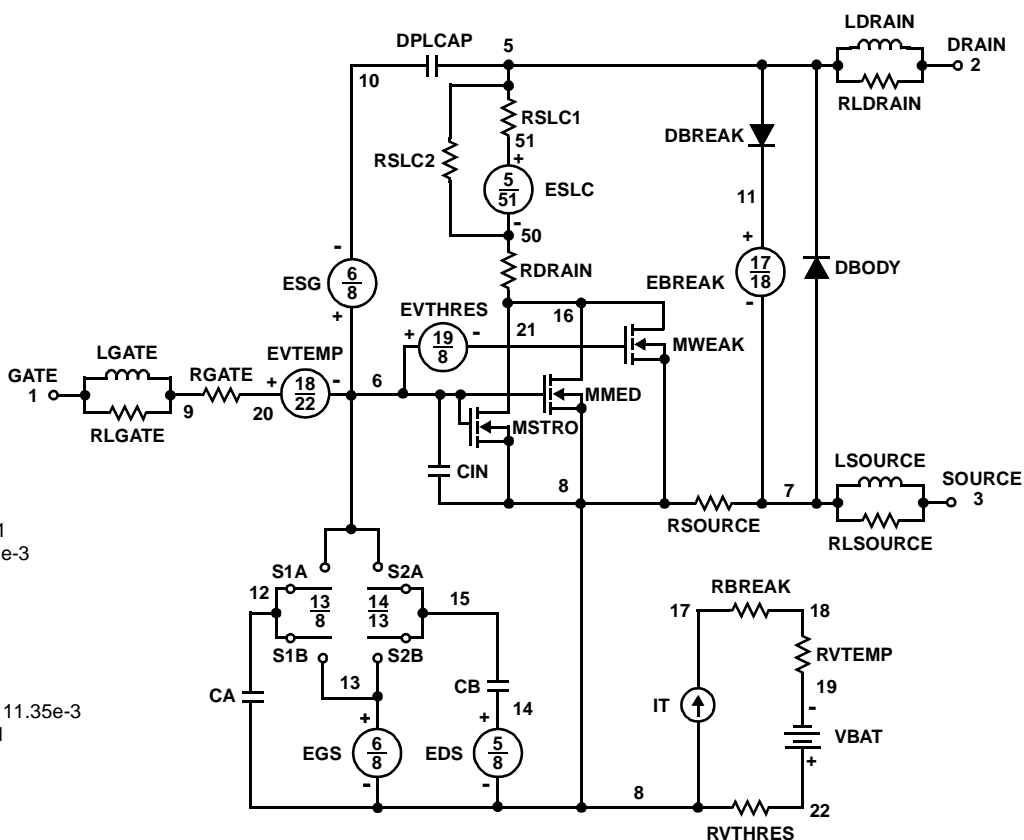 LDRAIN
DPLCAP
5
DRAIN
2
10
RLDRAIN
RSLC1
DBREAK
51
RSLC2
+
5
51
ESLC
11
-
50
-
+
17
18
EBREAK
-
DBODY
RDRAIN
6
8
ESG
+
EVTHRES
16
21
+
19
8
-
MWEAK
LGATE
EVTEMP
GATE
1
RGATE
+
18
22
-
6
MMED
9
20
RLGATE
MSTRO
CIN
LSOURCE
8
7
SOURCE
3
RSOURCE
RLSOURCE
e-3
S1A
S2A
RBREAK
12
13
8
14
13
15
17
18
S1B
S2B
RVTEMP
13
CB
19
CA
14
IT
-
11.35e-3
+
+
VBAT
EGS
6
8
EDS
5
8
+
-
-
8
22
RVTHRES